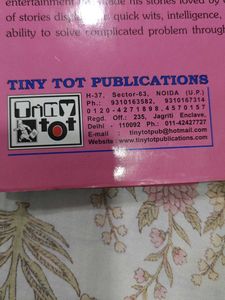 entertainment. made his stories loved by
of stories display quick wits, intelligence,
ability to solve complicated problem through
TINY TOT PUBLICATIONS
Tiny
tot
H-37, Sector-63, NOIDA (U.P.)
Ph.: 9310163582, 9310167314
0120-4271898, 4570157
Regd. Off.: 235, Jagriti Enclave,
Delhi - 110092 Ph.: 011-42427727
E-mail : tinytotpub@hotmail.com
Website : www.tinytotpublications.com